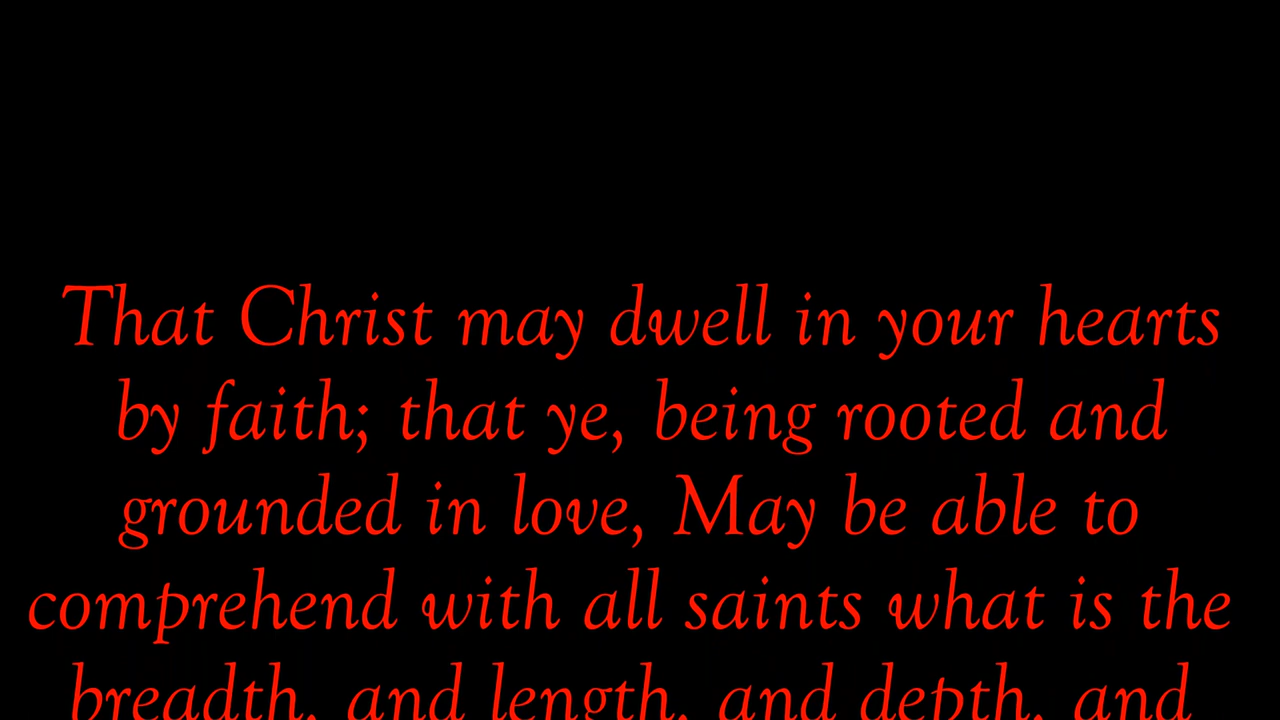 That Christ may dwell in your hearts
by faith; that ye, being rooted and
grounded in love, May be able to
comprehend with all saints what is the
breadth, and length, and depth, and